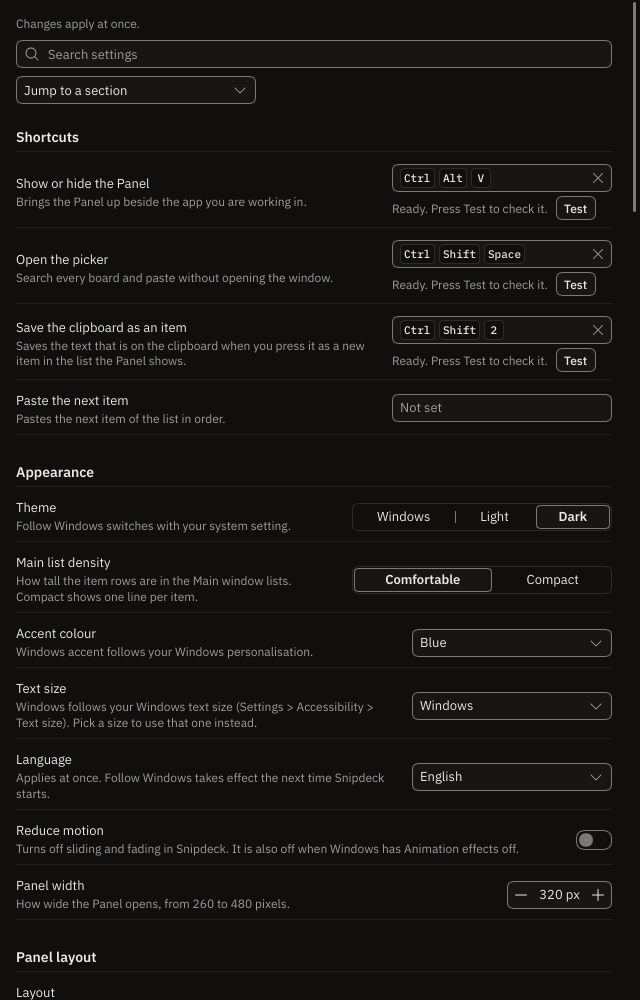 Changes apply at once.
Search settings
Jump to a section
Shortcuts
Show or hide the Panel
Brings the Panel up beside the app you are working in.
Ctrl Alt V
Ready. Press Test to check it. Test
Open the picker
Search every board and paste without opening the window.
Ctrl Shift Space
Ready. Press Test to check it. Test
Save the clipboard as an item
Saves the text that is on the clipboard when you press it as a new
item in the list the Panel shows.
Ctrl Shift 2
Ready. Press Test to check it. Test
Paste the next item
Pastes the next item of the list in order.
Not set
Appearance
Theme
Follow Windows switches with your system setting.
Windows | Light Dark
Main list density
How tall the item rows are in the Main window lists.
Compact shows one line per item.
Comfortable Compact
Accent colour
Windows accent follows your Windows personalisation.
Blue
Text size
Windows follows your Windows text size (Settings > Accessibility >
Text size). Pick a size to use that one instead.
Windows
Language
Applies at once. Follow Windows takes effect the next time Snipdeck
starts.
English
Reduce motion
Turns off sliding and fading in Snipdeck. It is also off when Windows has Animation effects off.
Panel width
How wide the Panel opens, from 260 to 480 pixels.
320 px
Panel layout
Layout